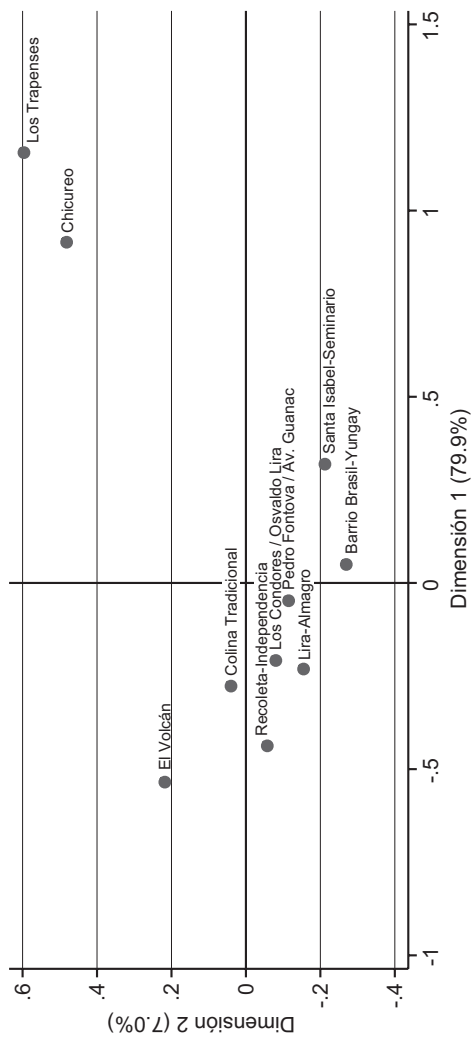 Los Trapenses
Chicureo
El Volcán
Colina Tradicional
Recoleta-Independencia
Los Condores / Osvaldo Lira
Pedro Fontova / Av. Guanac
Lira-Almagro
Santa Isabel-Seminario
Barrio Brasil-Yungay
Dimensión 2 (7.0%)
.6
.4
.2
0
-.2
-.4
-1
-.5
0
.5
1
1.5
Dimensión 1 (79.9%)